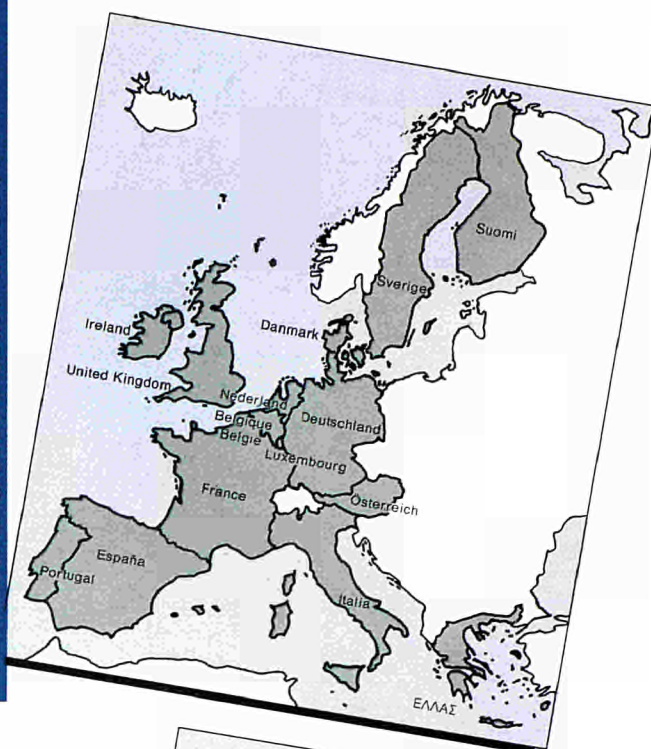 Suomi
Sverige
Ireland
Danmark
United Kingdom
Nederland
Belgique
België
Deutschland
Luxembourg
France
Österreich
España
Portugal
Italia
ΕΛΛΑΣ